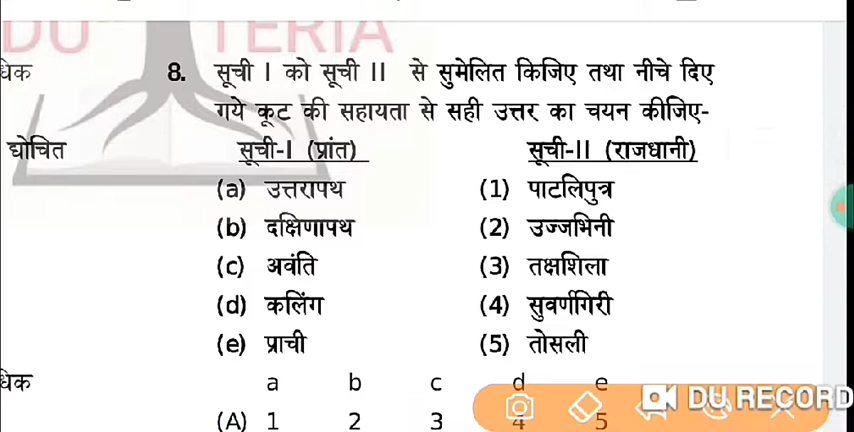 DU TERIA
धिक
8. सूची I को सूची II से सुमेलित किजिए तथा नीचे दिए
गये कूट की सहायता से सही उत्तर का चयन कीजिए-
द्योचित
सूची-I (प्रांत) सूची-II (राजधानी)
(a) उत्तरापथ (1) पाटलिपुत्र
(b) दक्षिणापथ (2) उज्जभिनी
(c) अवंति (3) तक्षशिला
(d) कलिंग (4) सुवर्णगिरी
(e) प्राची (5) तोसली
धिक
a b c d e
DU RECORD
(A) 1 2 3 4 5